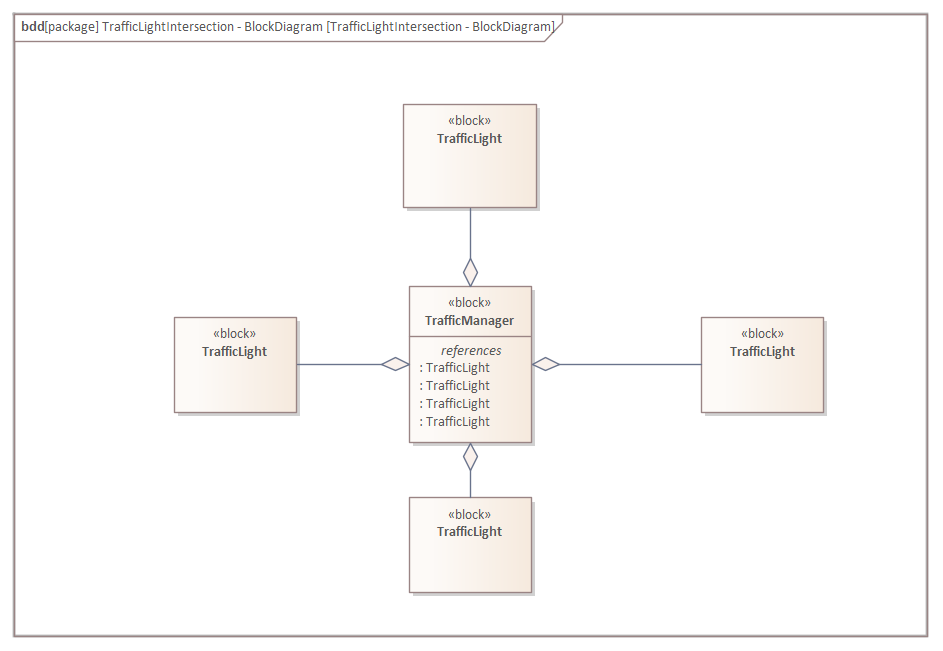 bdd[package] TrafficLightIntersection - BlockDiagram [TrafficLightIntersection - BlockDiagram]
«block»
TrafficLight
«block»
TrafficManager
references
: TrafficLight
: TrafficLight
: TrafficLight
: TrafficLight
«block»
TrafficLight
«block»
TrafficLight
«block»
TrafficLight